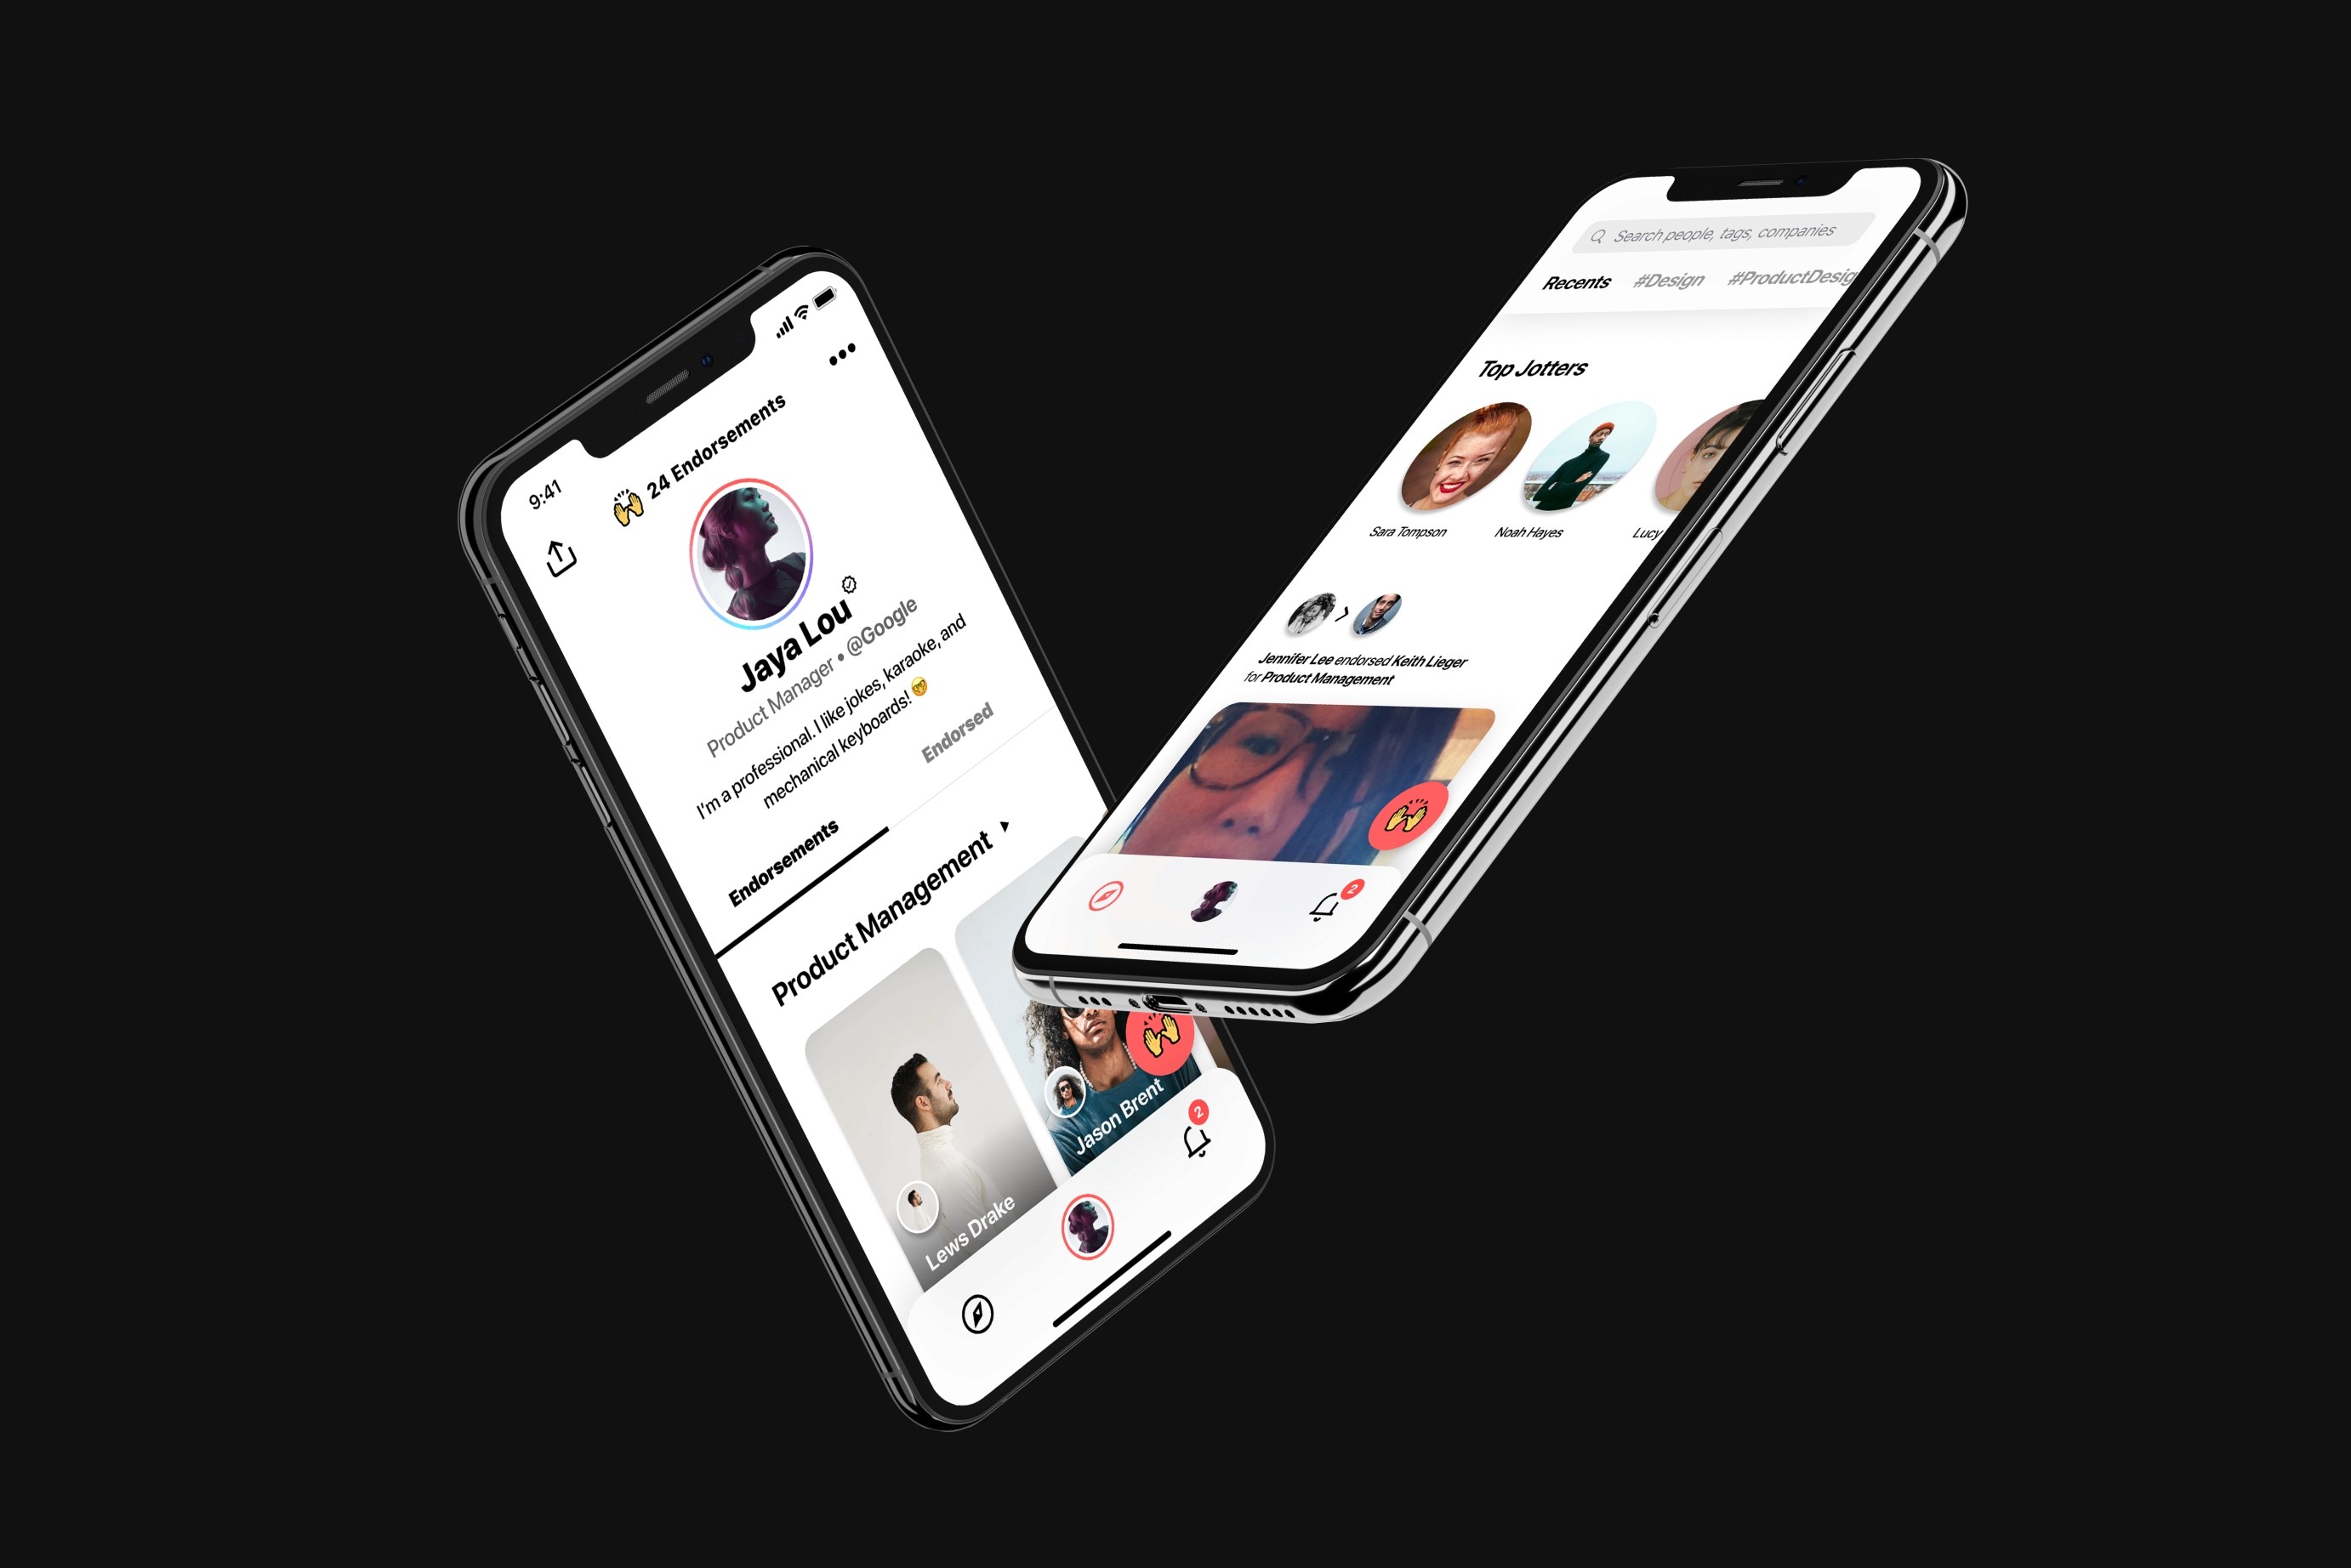 9:41
24 Endorsements
Jaya Lou
Product Manager • @Google
I'm a professional. I like jokes, karaoke, and
mechanical keyboards! 🤓
Endorsements
Endorsed
Product Management ▼
Lews Drake
Jason Brent
2
Search people, tags, companies
Recents #Design #ProductDesig
Top Jotters
Sara Tompson
Noah Hayes
Lucy
Jennifer Lee endorsed Keith Lieger
for Product Management
2